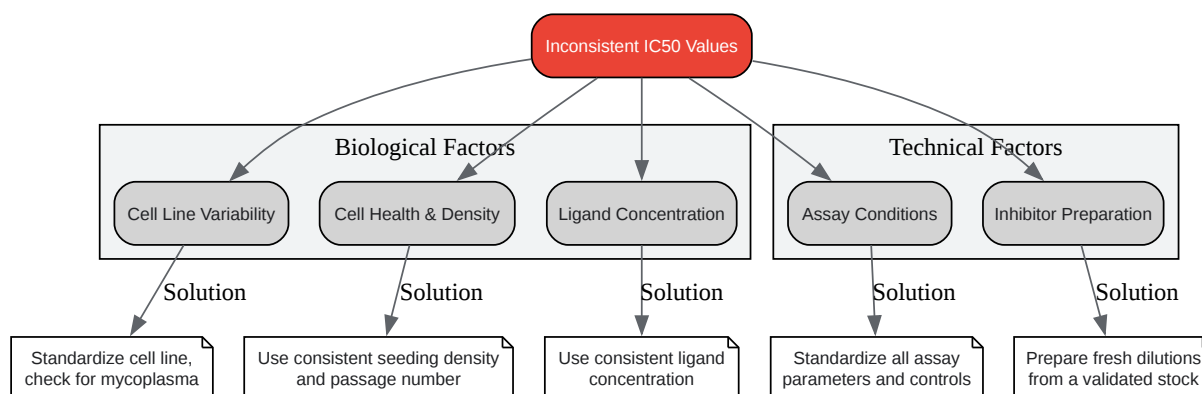 Inconsistent IC50 Values
Biological Factors
Technical Factors
Cell Line Variability
Cell Health & Density
Ligand Concentration
Assay Conditions
Inhibitor Preparation
Solution
Solution
Solution
Solution
Solution
Standardize cell line,
check for mycoplasma
Use consistent seeding density
and passage number
Use consistent ligand
concentration
Standardize all assay
parameters and controls
Prepare fresh dilutions
from a validated stock